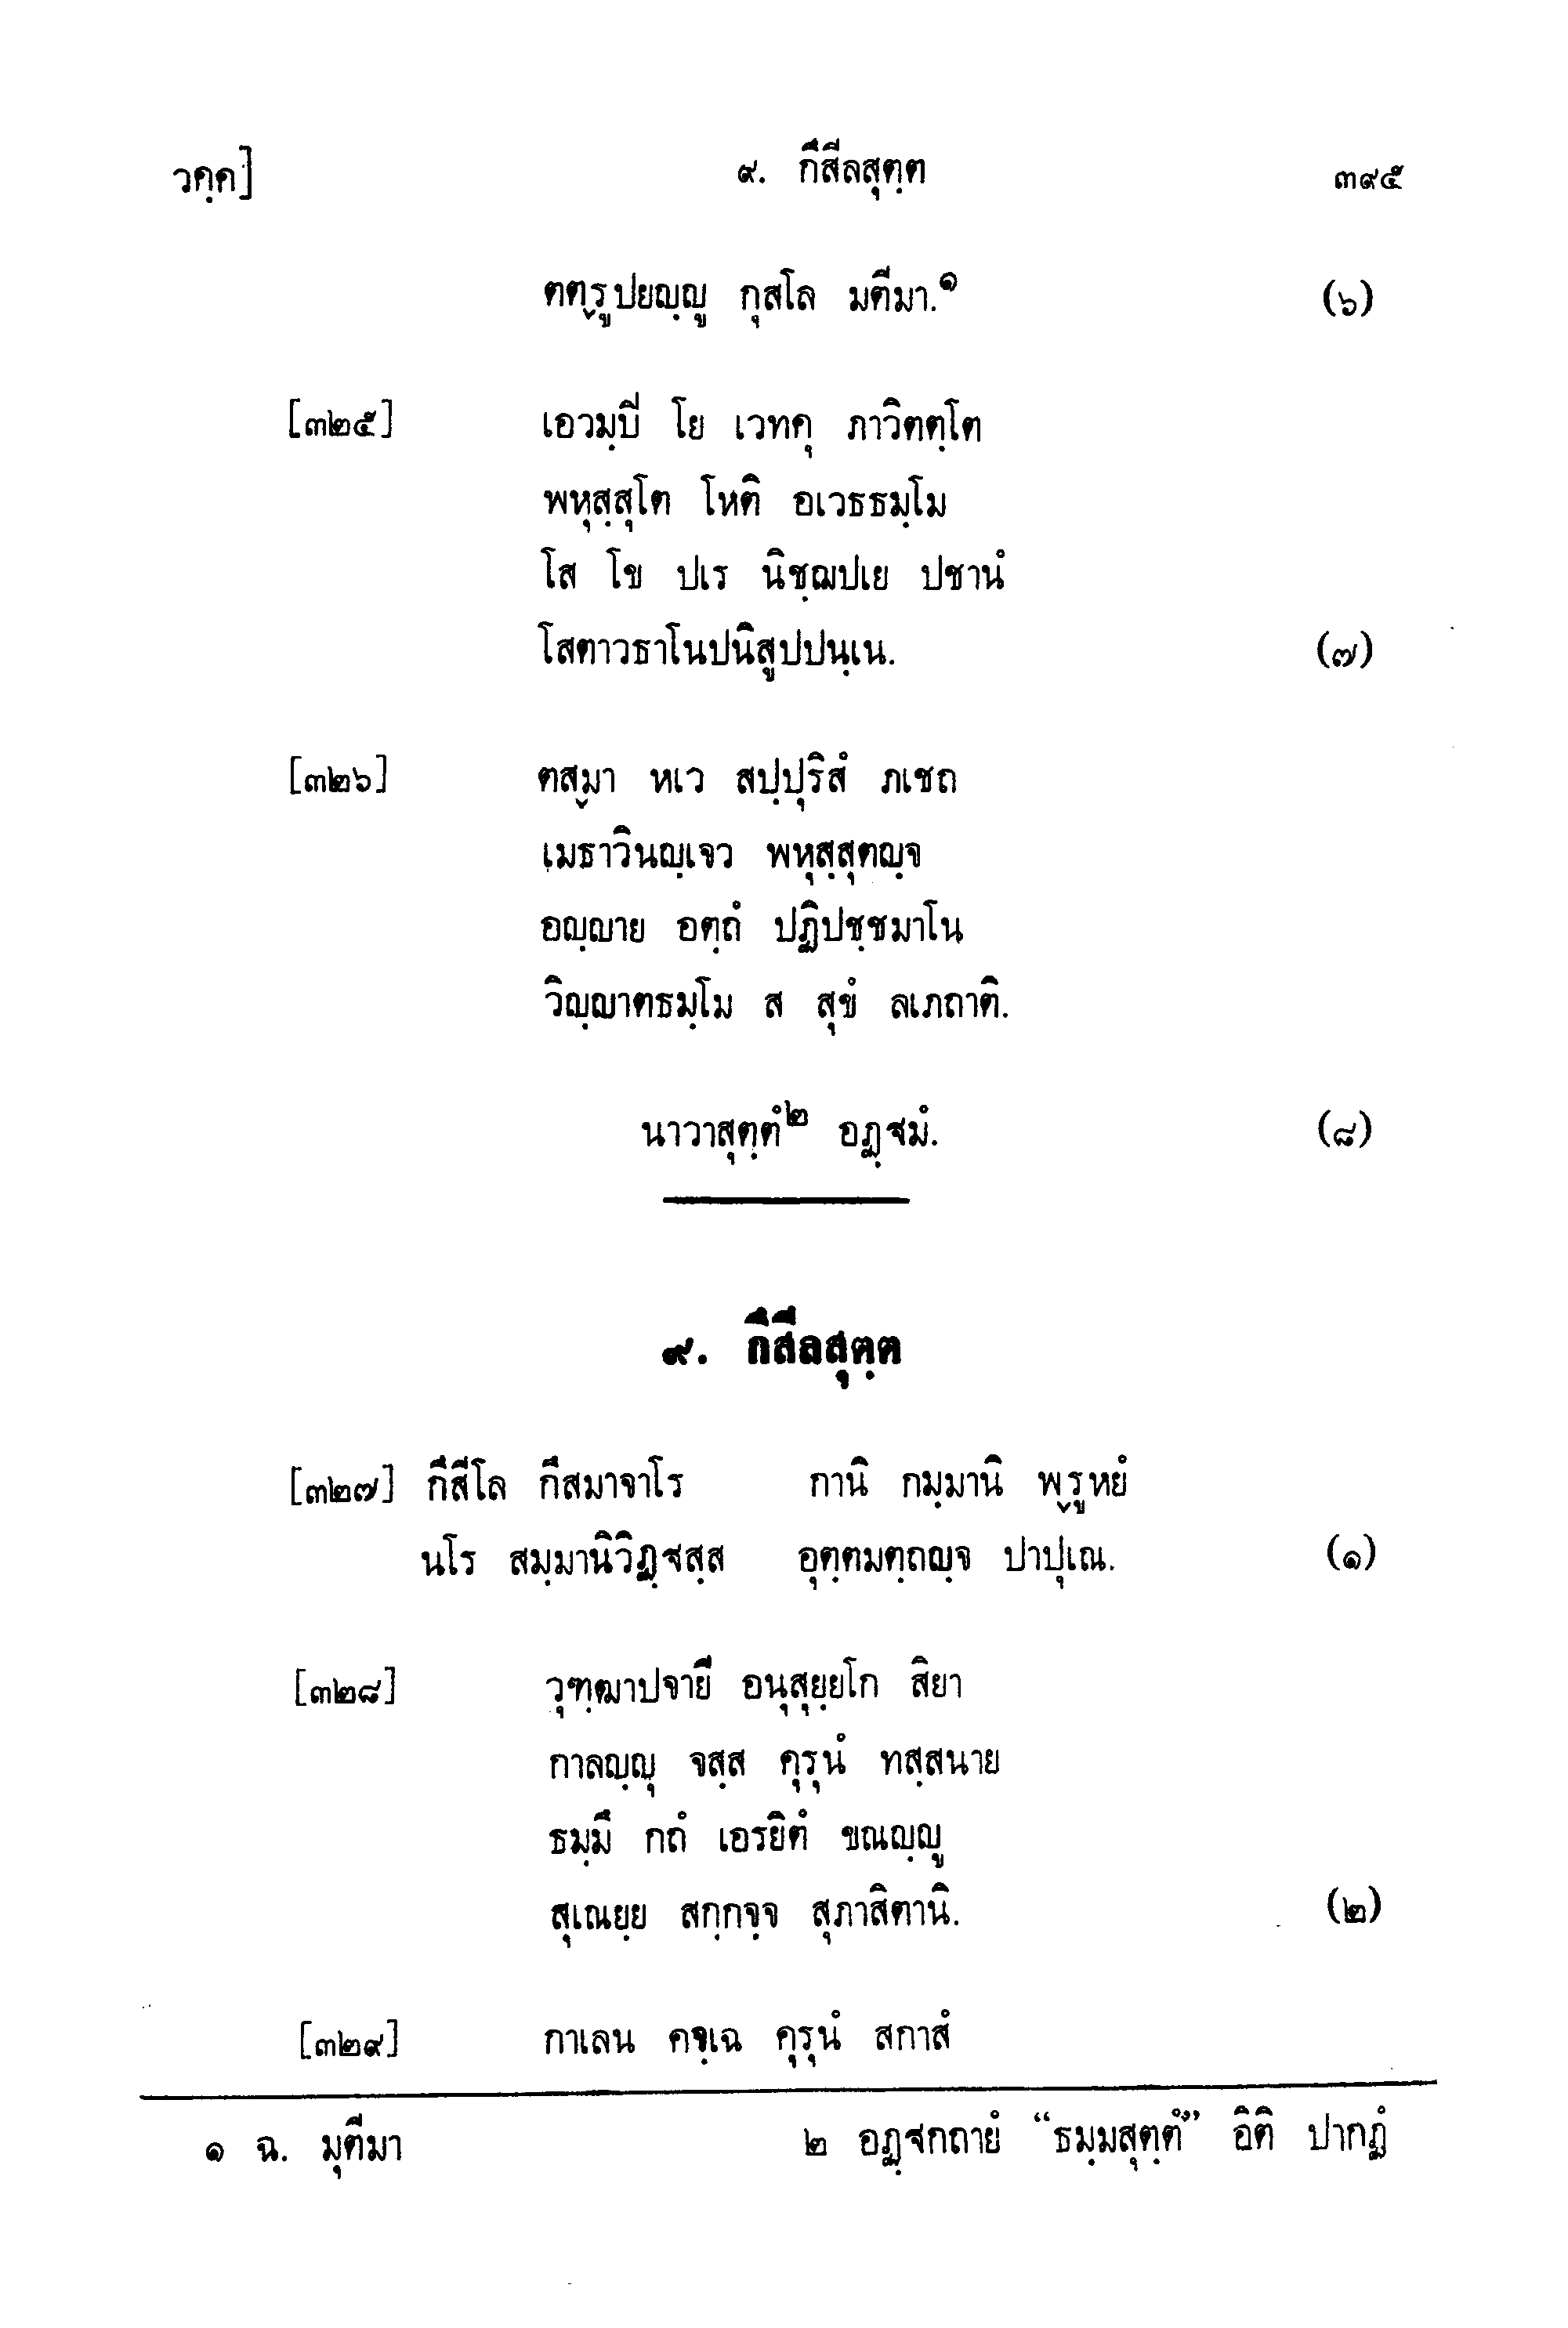 วคฺค] ๙. กึสีลสุตฺต ๓๙๕
ตตฺรูปยญฺญู กุสโล มตีมา.๑ (๖)
[๓๒๕] เอวมฺปิ โย เวทคุ ภาวิตตฺโต
พหุสฺสุโต โหติ อเวธธมฺโม
โส โข ปเร นิชฺฌปเย ปชานํ
โสตาวธาโนปนิสูปปนฺเน. (๗)
[๓๒๖] ตสฺมา หเว สปฺปุริสํ ภเชถ
เมธาวินญฺเจว พหุสฺสุตญฺจ
อญฺญาย อตฺถํ ปฏิปชฺชมาโน
วิญฺญาตธมฺโม ส สุขํ ลเภถาติ.
นาวาสุตฺตํ๒ อฏฺฐมํ. (๘)
๙. กึสีลสุตฺต
[๓๒๗] กึสีโล กึสมาจาโร กานิ กมฺมานิ พฺรูหยํ
นโร สมฺมานิวิฏฺฐสฺส อุตฺตมตฺถญฺจ ปาปุเณ. (๑)
[๓๒๘] วุฑฺฒาปจายี อนุสุยฺยโก สิยา
กาลญฺญุ จสฺส คุรุนํ ทสฺสนาย
ธมฺมึ กถํ เอรยิตํ ขณญฺญู
สุเณยฺย สกฺกจฺจ สุภาสิตานิ. (๒)
[๓๒๙] กาเลน คจฺเฉ คุรุนํ สกาสํ
๑ ฉ. มุตีมา ๒ อฏฺฐกถายํ “ธมฺมสุตฺตํ” อิติ ปากฏํ